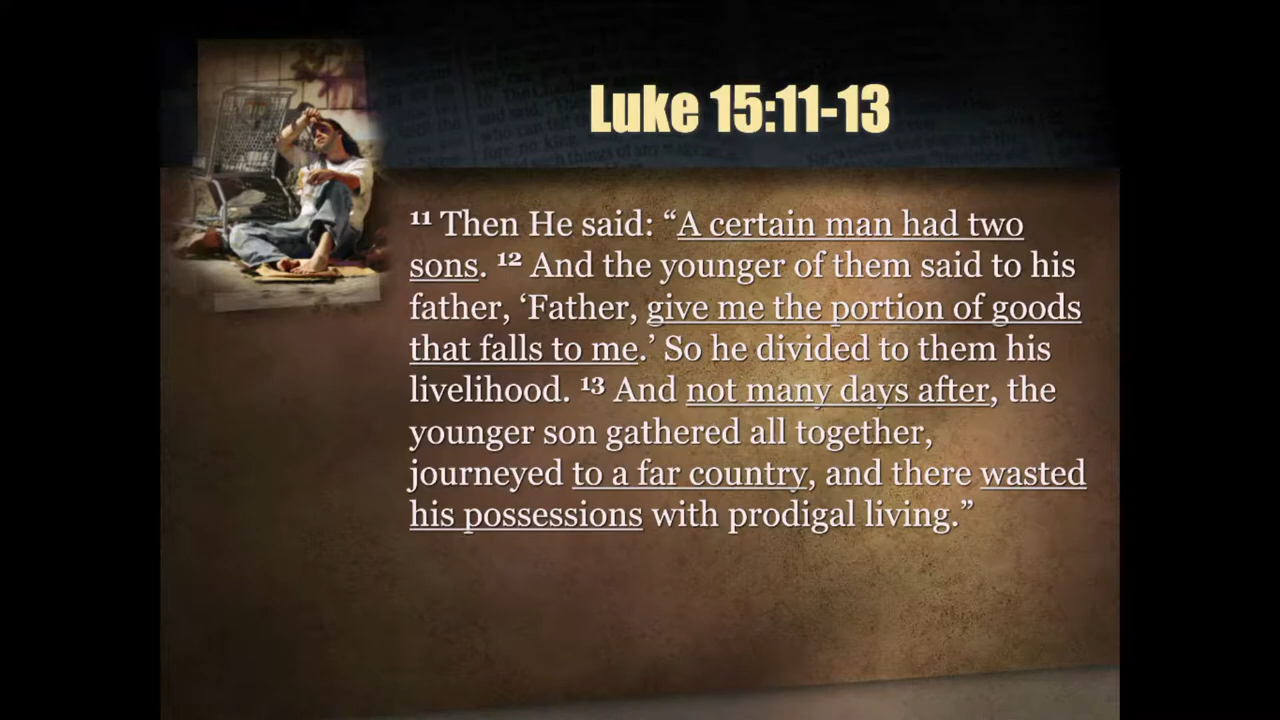 Luke 15:11-13
¹¹ Then He said: “A certain man had two
sons. ¹² And the younger of them said to his
father, ‘Father, give me the portion of goods
that falls to me.’ So he divided to them his
livelihood. ¹³ And not many days after, the
younger son gathered all together,
journeyed to a far country, and there wasted
his possessions with prodigal living.”